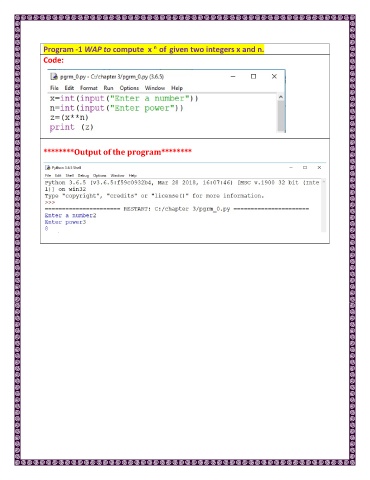 Program -1 WAP to compute x ⁿ of given two integers x and n.
Code:
pgrm_0.py - C:/chapter 3/pgrm_0.py (3.6.5)
File Edit Format Run Options Window Help
x=int(input("Enter a number"))
n=int(input("Enter power"))
z=(x**n)
print (z)
********Output of the program********
Python 3.6.5 Shell
File Edit Shell Debug Options Window Help
Python 3.6.5 (v3.6.5:f59c0932b4, Mar 28 2018, 16:07:46) [MSC v.1900 32 bit (Inte
l)] on win32
Type "copyright", "credits" or "license()" for more information.
>>>
====================== RESTART: C:/chapter 3/pgrm_0.py ======================
Enter a number2
Enter power3
8